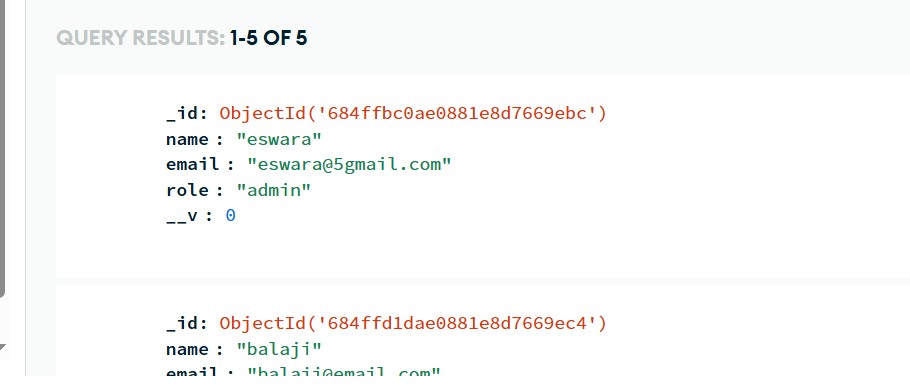 QUERY RESULTS: 1-5 OF 5
_id: ObjectId('684ffbc0ae0881e8d7669ebc')
name : "eswara"
email : "eswara@5gmail.com"
role : "admin"
__v : 0
_id: ObjectId('684ffd1dae0881e8d7669ec4')
name : "balaji"
email : "balaji@email.com"